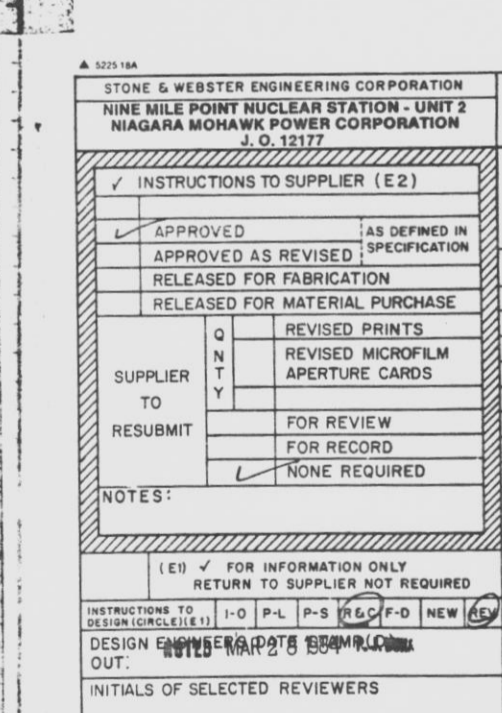 ▲ 5225 18A
STONE & WEBSTER ENGINEERING CORPORATION
NINE MILE POINT NUCLEAR STATION - UNIT 2
NIAGARA MOHAWK POWER CORPORATION
J. O. 12177
✓ INSTRUCTIONS TO SUPPLIER (E2)
✓ APPROVED
AS DEFINED IN
SPECIFICATION
APPROVED AS REVISED
RELEASED FOR FABRICATION
RELEASED FOR MATERIAL PURCHASE
SUPPLIER
TO
RESUBMIT
QNTY
REVISED PRINTS
REVISED MICROFILM
APERTURE CARDS
FOR REVIEW
FOR RECORD
✓ NONE REQUIRED
NOTES:
(E1) ✓ FOR INFORMATION ONLY
RETURN TO SUPPLIER NOT REQUIRED
INSTRUCTIONS TO
DESIGN (CIRCLE)(E1)
I-O P-L P-S R&C F-D NEW REV
DESIGN ENGINEER'S DATE STAMP
OUT:
NOTED MAR 2 8 1984
INITIALS OF SELECTED REVIEWERS